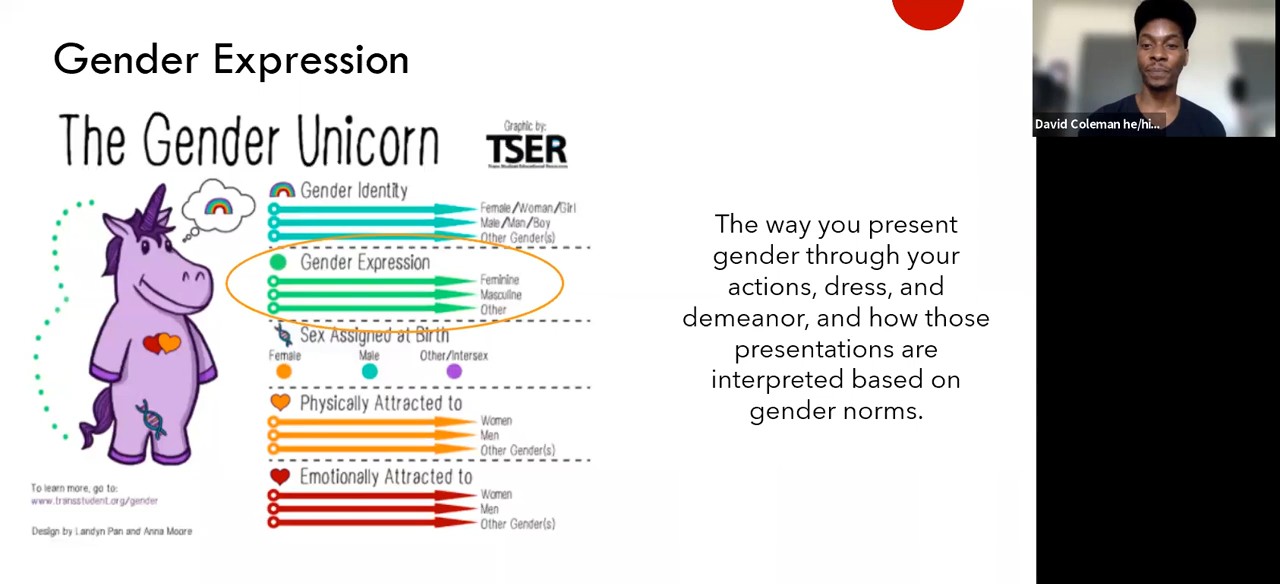 Gender Expression
The Gender Unicorn
Graphic by:
TSER
Gender Identity
Female/Woman/Girl
Male/Man/Boy
Other Gender(s)
Gender Expression
Feminine
Masculine
Other
Sex Assigned at Birth
Female Male Other/Intersex
Physically Attracted to
Women
Men
Other Gender(s)
Emotionally Attracted to
Women
Men
Other Gender(s)
To learn more, go to:
www.transstudent.org/gender
Design by Landyn Pan and Anna Moore
The way you present
gender through your
actions, dress, and
demeanor, and how those
presentations are
interpreted based on
gender norms.
David Coleman he/hi...